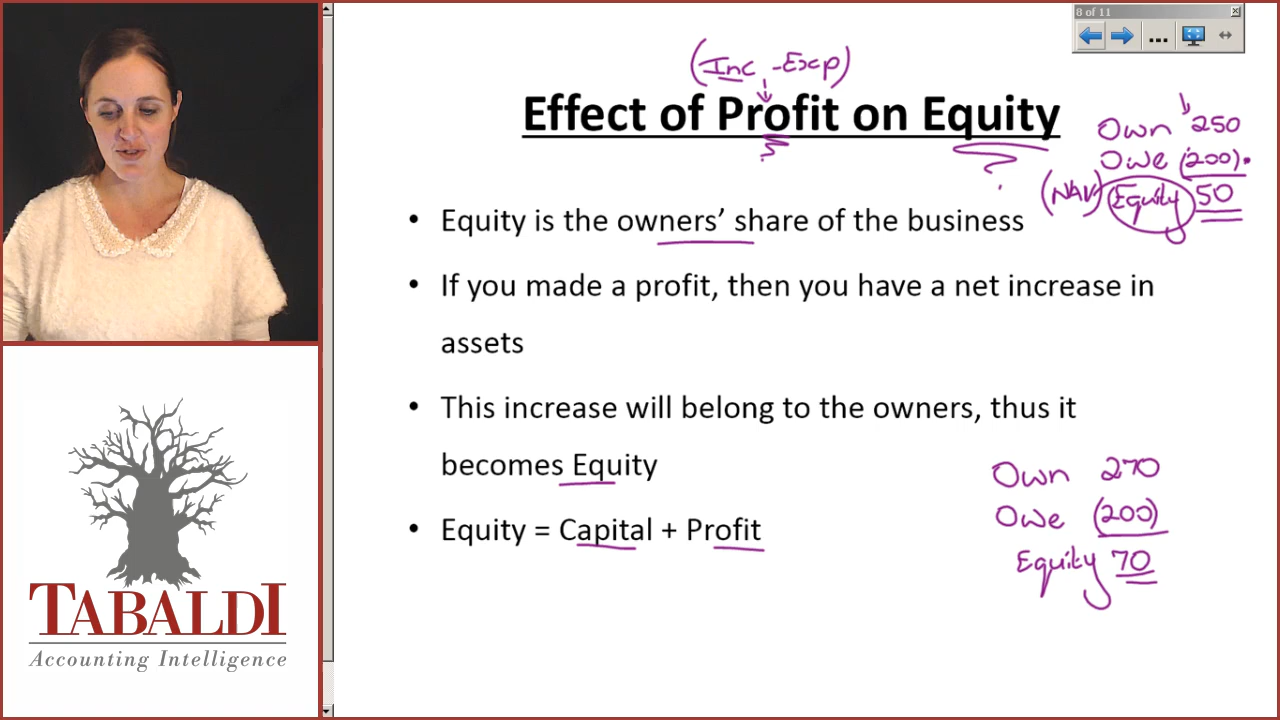 8 of 11
...
(Inc - Exp)
Effect of Profit on Equity
Own 250
Owe (200)
(NAV) Equity 50
• Equity is the owners’ share of the business
• If you made a profit, then you have a net increase in
assets
• This increase will belong to the owners, thus it
becomes Equity
• Equity = Capital + Profit
Own 270
Owe (200)
Equity 70
TABALDI
Accounting Intelligence